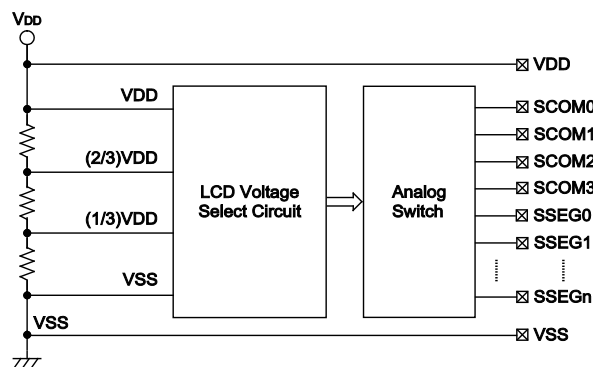 VDD
VDD
VDD
SCOM0
(2/3)VDD
SCOM1
SCOM2
LCD Voltage
Select Circuit
Analog
Switch
SCOM3
(1/3)VDD
SSEG0
SSEG1
VSS
SSEGn
VSS
VSS